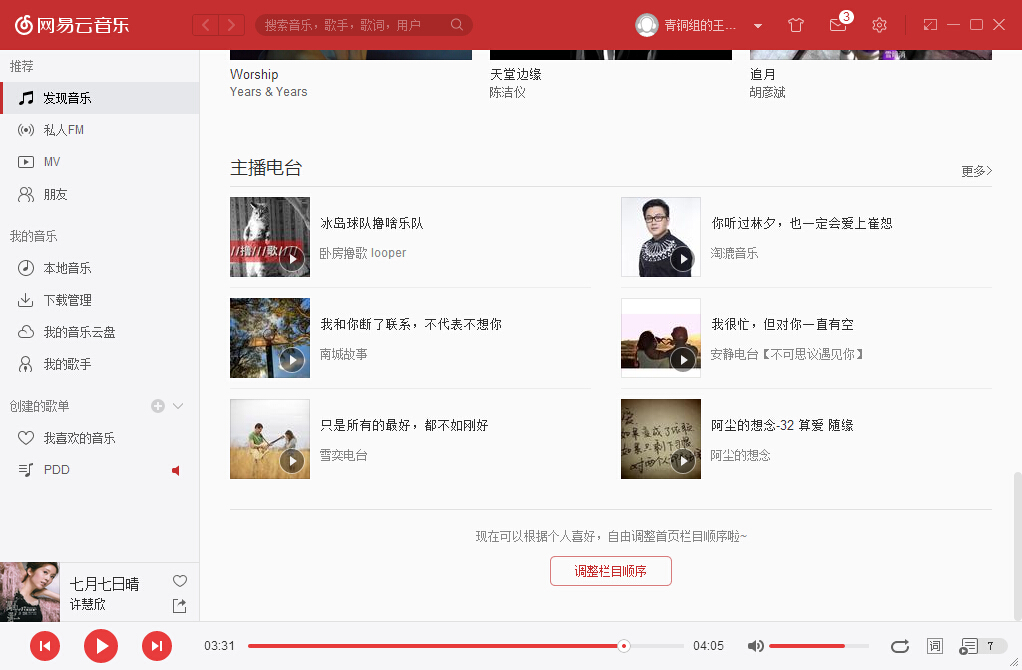 网易云音乐
搜索音乐，歌手，歌词，用户
青铜组的王...
3
推荐
发现音乐
私人FM
MV
朋友
我的音乐
本地音乐
下载管理
我的音乐云盘
我的歌手
创建的歌单
我喜欢的音乐
PDD
Worship
Years & Years
天堂边缘
陈洁仪
追月
胡彦斌
主播电台
更多>
//撸///歌///
冰岛球队撸啥乐队
卧房撸歌 looper
你听过林夕，也一定会爱上崔恕
淘漉音乐
我和你断了联系，不代表不想你
南城故事
我很忙，但对你一直有空
安静电台【不可思议遇见你】
只是所有的最好，都不如刚好
雪奕电台
阿尘的想念-32 算爱 随缘
阿尘的想念
现在可以根据个人喜好，自由调整首页栏目顺序啦~
调整栏目顺序
七月七日晴
许慧欣
03:31
04:05
词
7